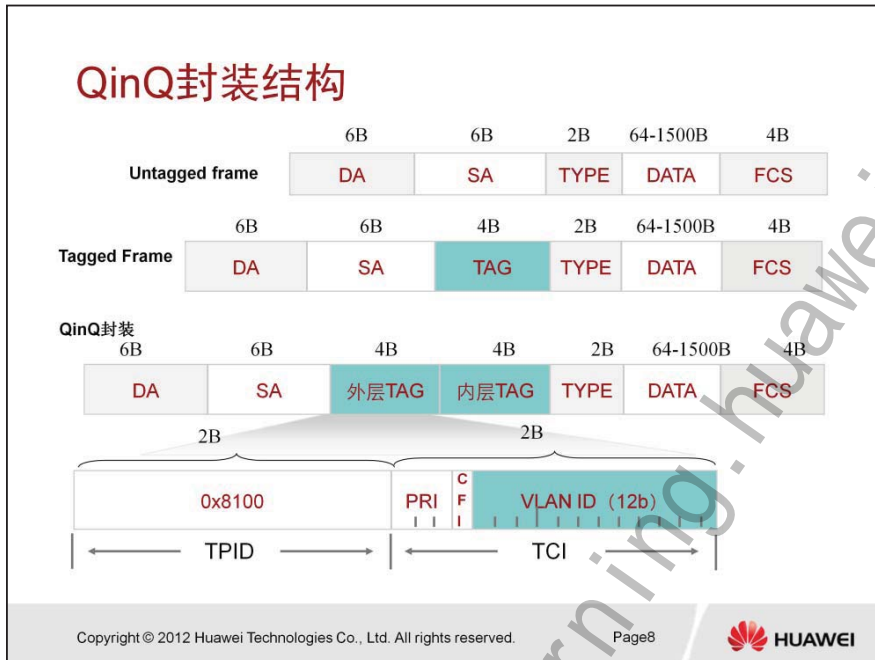 QinQ封装结构
6B 6B 2B 64-1500B 4B
Untagged frame DA SA TYPE DATA FCS
6B 6B 4B 2B 64-1500B 4B
Tagged Frame DA SA TAG TYPE DATA FCS
QinQ封装
6B 6B 4B 4B 2B 64-1500B 4B
DA SA 外层TAG 内层TAG TYPE DATA FCS
2B 2B
0x8100 PRI CFI VLAN ID（12b）
TPID TCI
Copyright © 2012 Huawei Technologies Co., Ltd. All rights reserved. Page8 HUAWEI
rning.huawei.